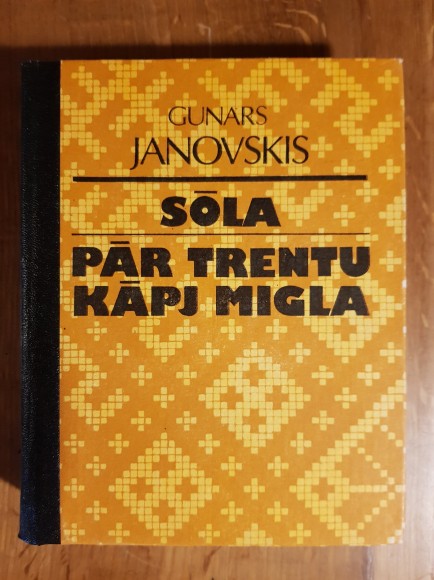 GUNARS
JANOVSKIS
SŌLA
PĀR TRENTU
KĀPJ MIGLA